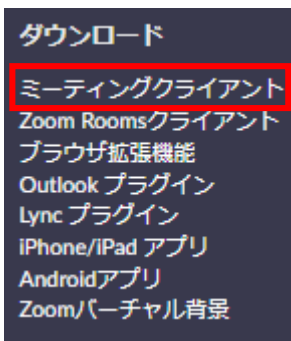 ダウンロード
ミーティングクライアント
Zoom Roomsクライアント
ブラウザ拡張機能
Outlook プラグイン
Lync プラグイン
iPhone/iPad アプリ
Androidアプリ
Zoomバーチャル背景